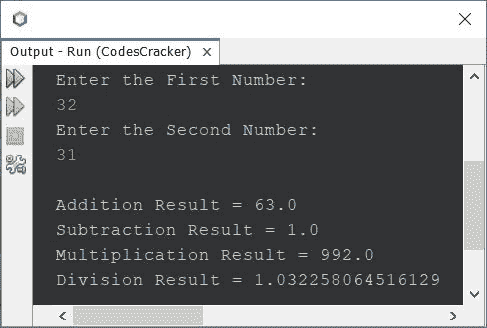 Output - Run (CodesCracker) ×
Enter the First Number:
32
Enter the Second Number:
31
Addition Result = 63.0
Subtraction Result = 1.0
Multiplication Result = 992.0
Division Result = 1.032258064516129